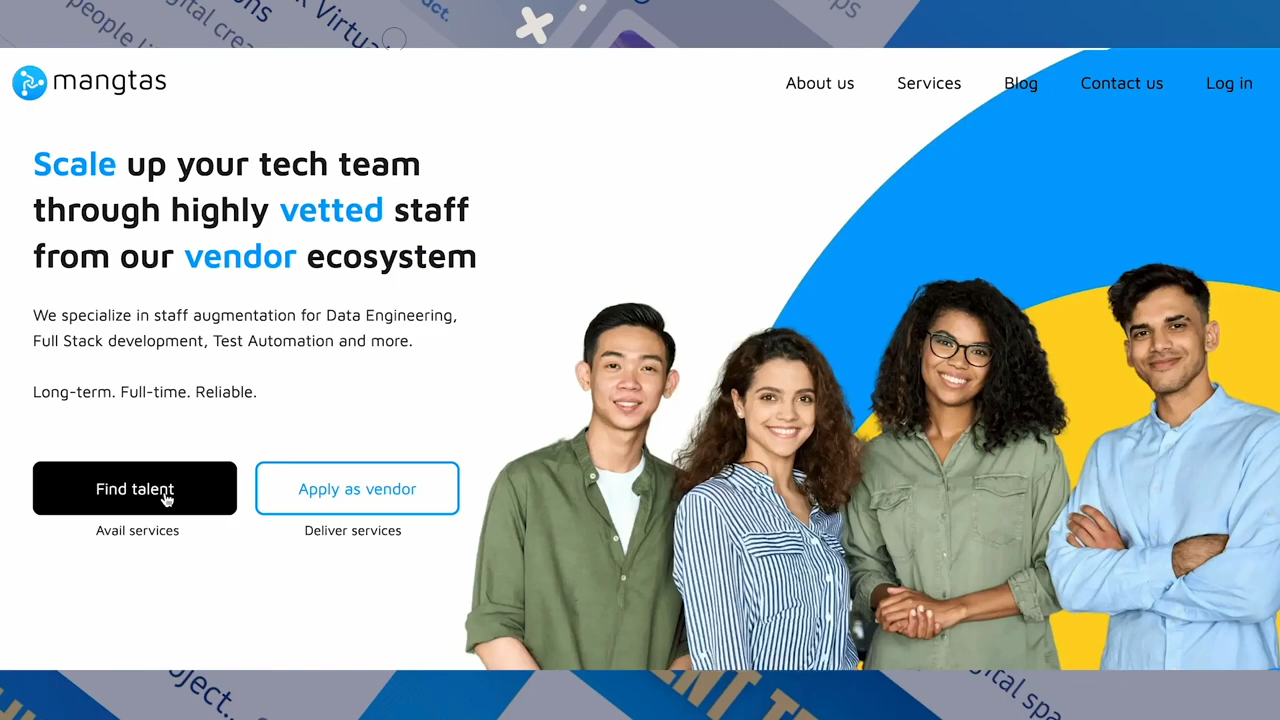 people
mangtas
About us
Services
Blog
Contact us
Log in
Scale up your tech team
through highly vetted staff
from our vendor ecosystem
We specialize in staff augmentation for Data Engineering,
Full Stack development, Test Automation and more.
Long-term. Full-time. Reliable.
Find talent
Apply as vendor
Avail services
Deliver services